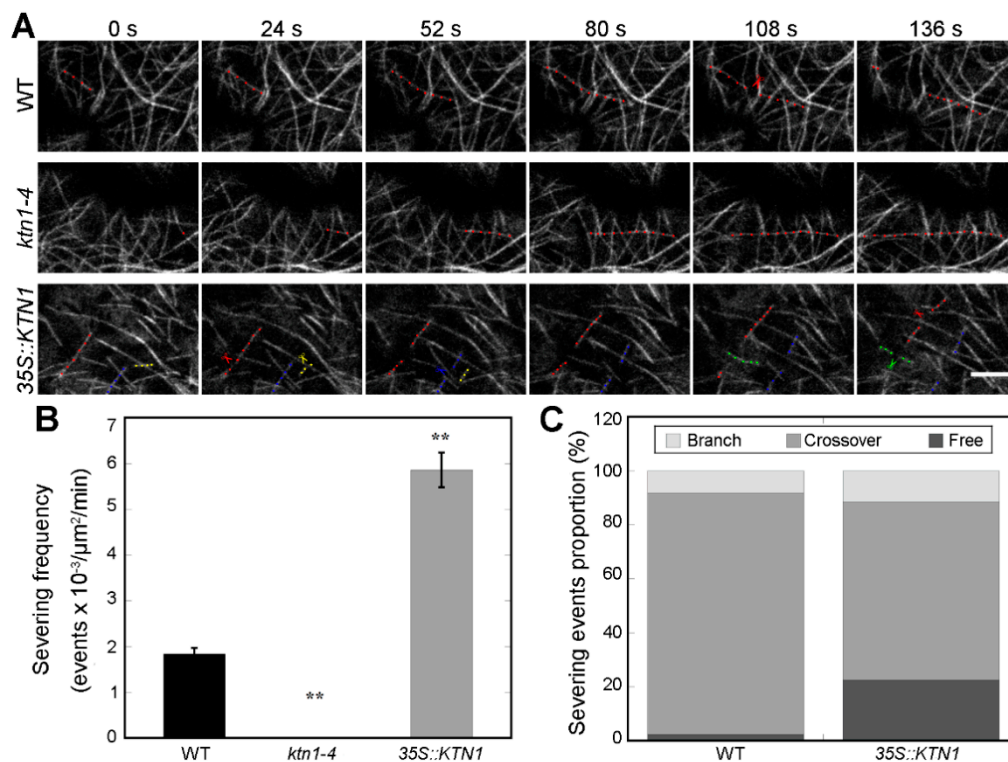 A
0 s 24 s 52 s 80 s 108 s 136 s
WT
ktn1-4
35S::KTN1
B
Severing frequency
(events x 10⁻³/μm²/min)
7
6
5
4
3
2
1
0
**
**
WT ktn1-4 35S::KTN1
C
Severing events proportion (%)
120
100
80
60
40
20
0
Branch Crossover Free
WT 35S::KTN1